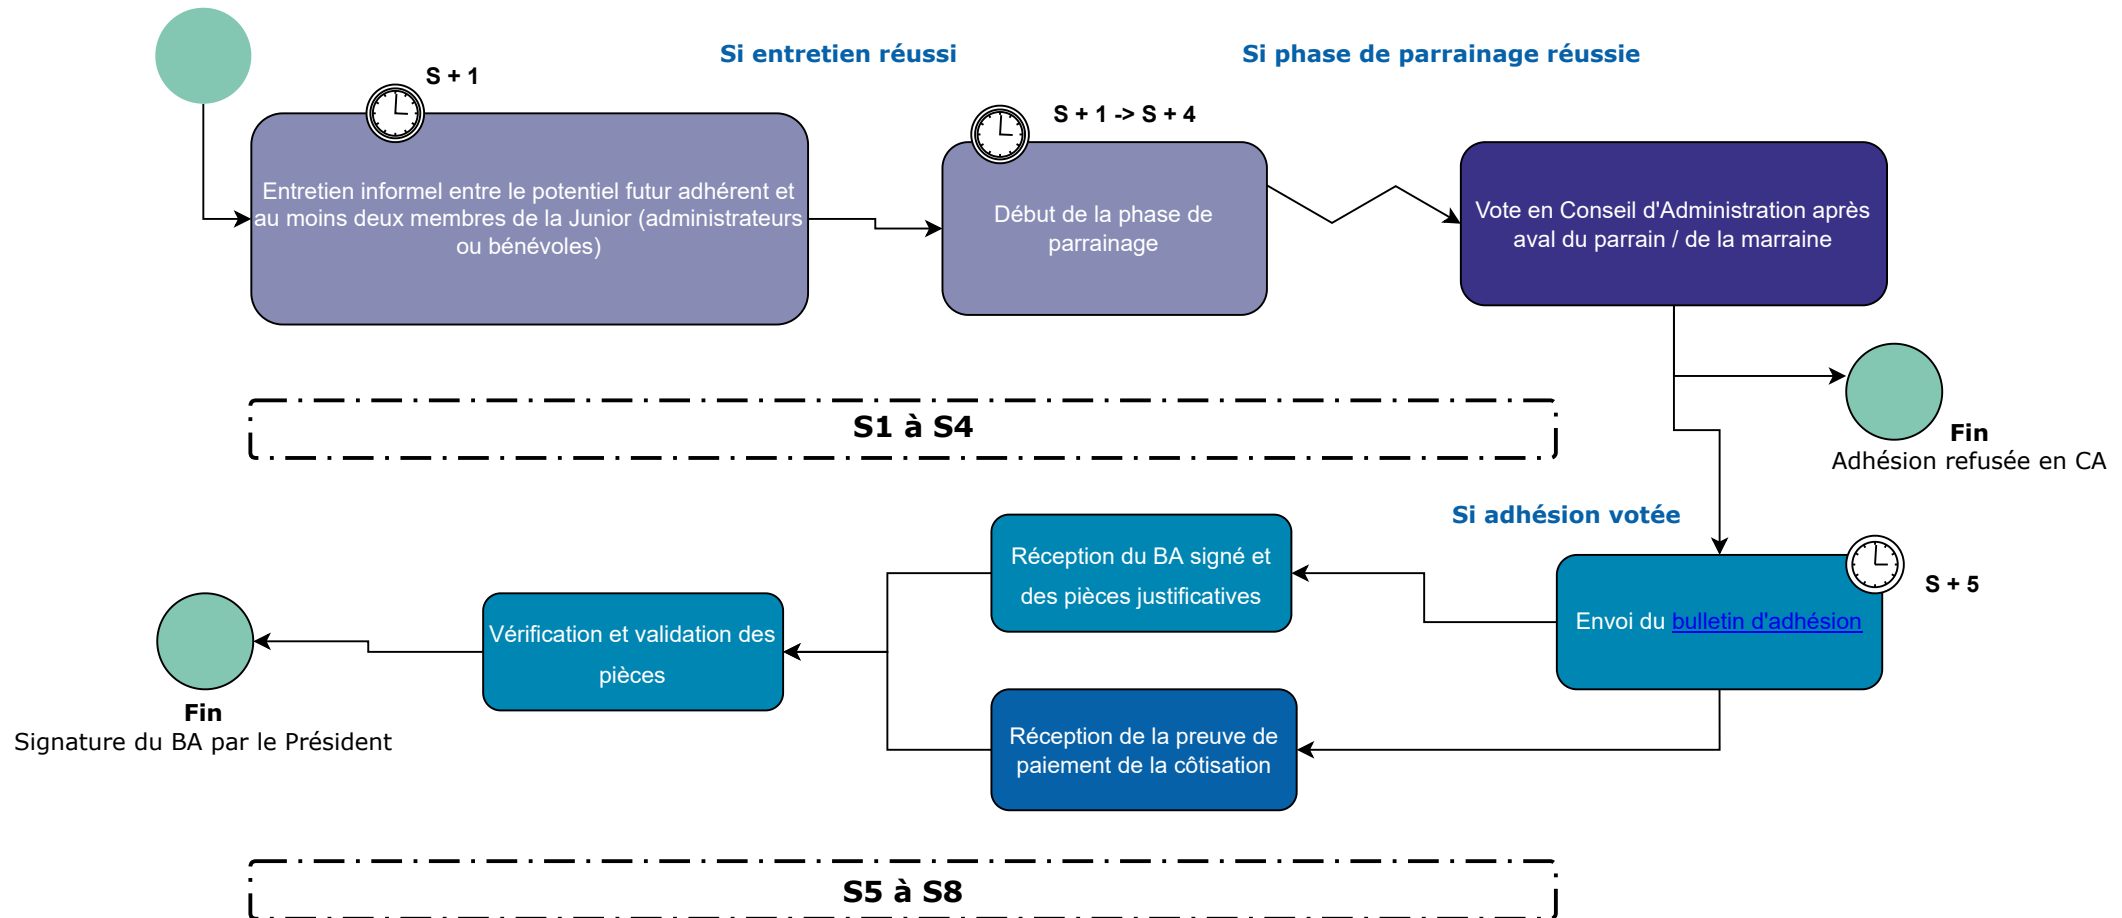 Si entretien réussi
Si phase de parrainage réussie
S + 1
S + 1 -> S + 4
Entretien informel entre le potentiel futur adhérent et
au moins deux membres de la Junior (administrateurs
ou bénévoles)
Début de la phase de
parrainage
Vote en Conseil d'Administration après
aval du parrain / de la marraine
S1 à S4
Fin
Adhésion refusée en CA
Si adhésion votée
Réception du BA signé et
des pièces justificatives
S + 5
Envoi du bulletin d'adhésion
Vérification et validation des
pièces
Fin
Signature du BA par le Président
Réception de la preuve de
paiement de la côtisation
S5 à S8